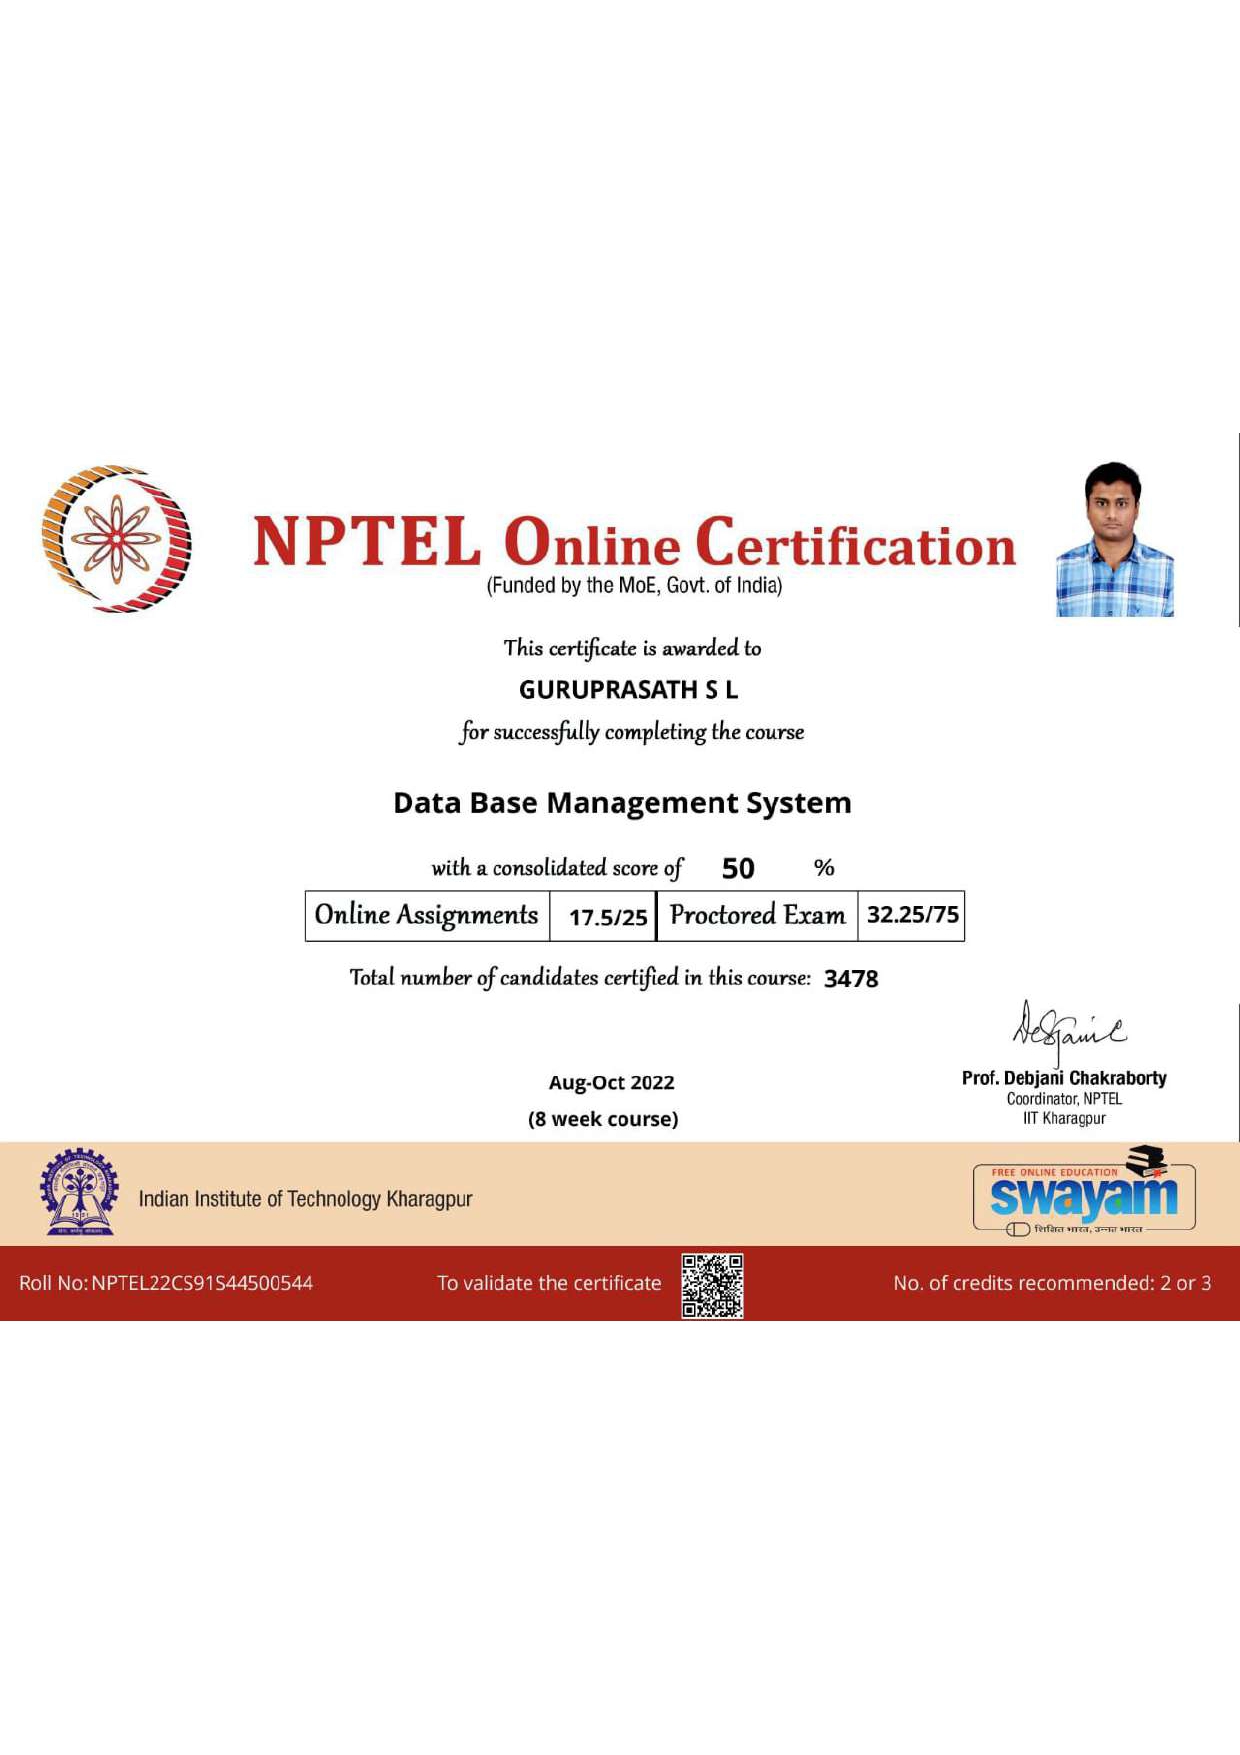 NPTEL Online Certification
(Funded by the MoE, Govt. of India)
This certificate is awarded to
GURUPRASATH S L
for successfully completing the course
Data Base Management System
with a consolidated score of 50 %
Online Assignments 17.5/25 Proctored Exam 32.25/75
Total number of candidates certified in this course: 3478
Aug-Oct 2022
(8 week course)
Prof. Debjani Chakraborty
Coordinator, NPTEL
IIT Kharagpur
Indian Institute of Technology Kharagpur
FREE ONLINE EDUCATION
swayam
शिक्षित भारत, उन्नत भारत
Roll No: NPTEL22CS91S44500544
To validate the certificate
No. of credits recommended: 2 or 3